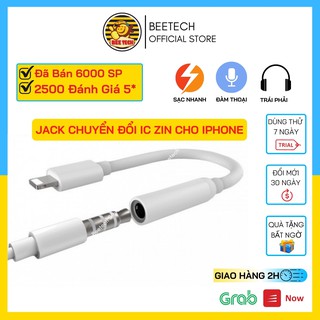 BEE TECH
BEETECH
OFFICIAL STORE
Đã Bán 6000 SP
2500 Đánh Giá 5*
SẠC NHANH
ĐÀM THOẠI
TRÁI PHẢI
JACK CHUYỂN ĐỔI IC ZIN CHO IPHONE
DÙNG THỬ
7 NGÀY
TRIAL
ĐỔI MỚI
30 NGÀY
QUÀ TẶNG
BẤT NGỜ
GIAO HÀNG 2H
Grab
Now